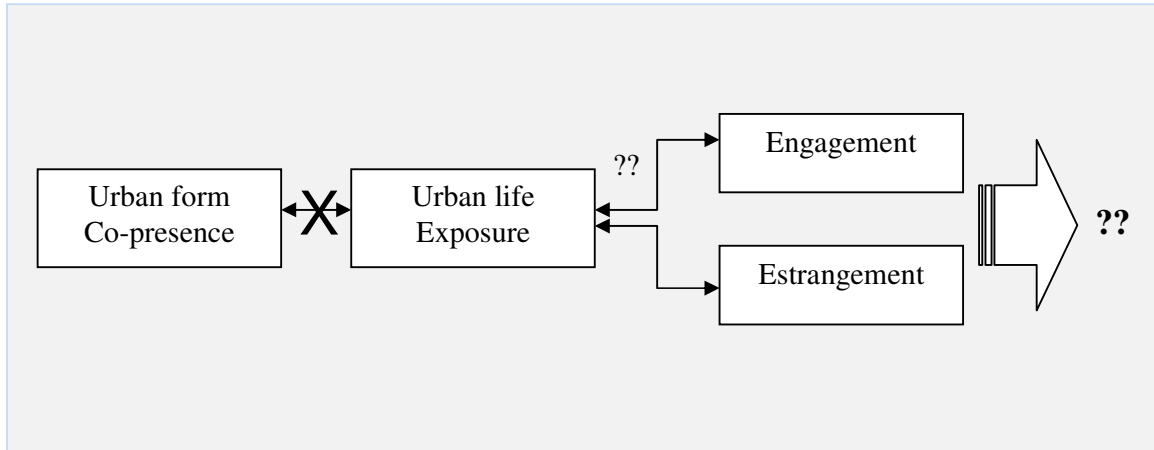 Urban form
Co-presence
X
Urban life
Exposure
??
Engagement
Estrangement
??